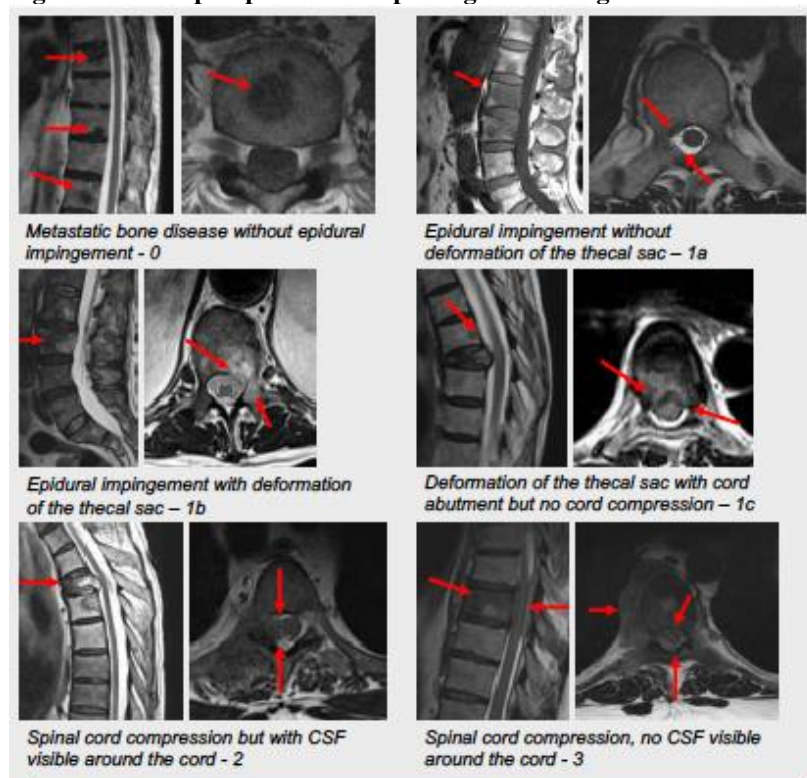 Metastatic bone disease without epidural
impingement - 0
Epidural impingement without
deformation of the thecal sac – 1a
Epidural impingement with deformation
of the thecal sac – 1b
Deformation of the thecal sac with cord
abutment but no cord compression – 1c
Spinal cord compression but with CSF
visible around the cord - 2
Spinal cord compression, no CSF visible
around the cord - 3